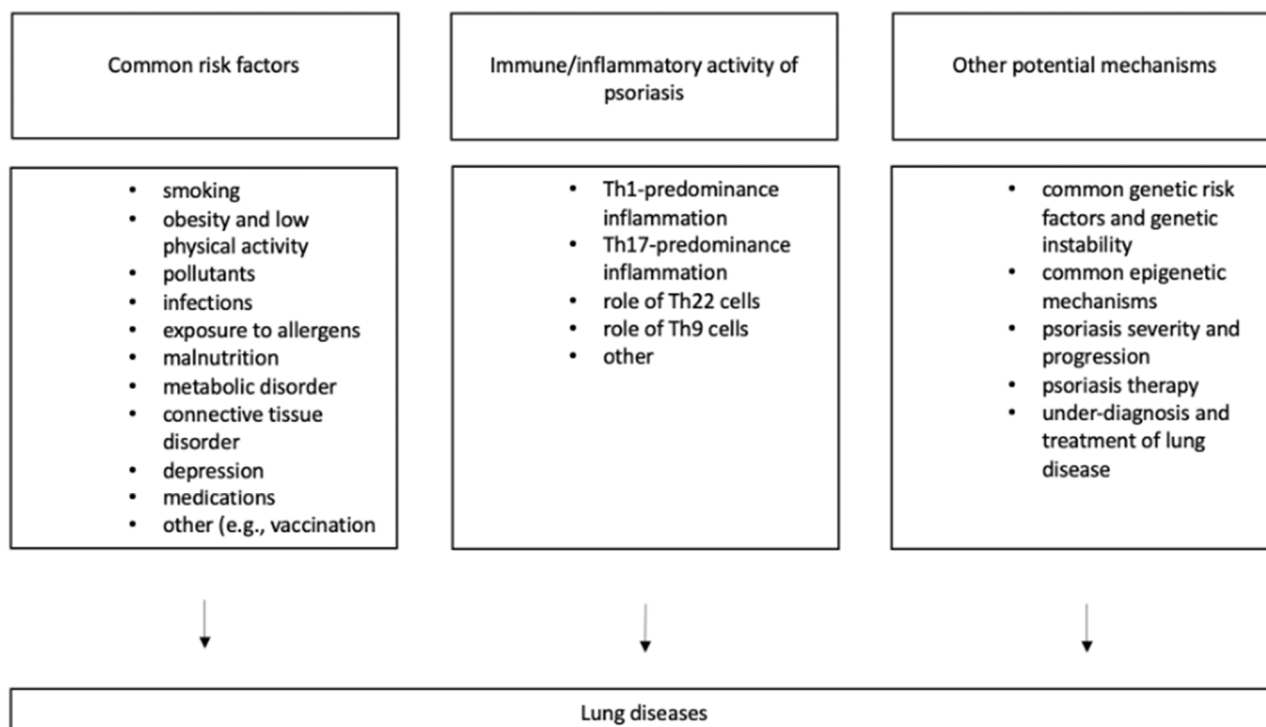 Common risk factors
Immune/inflammatory activity of
psoriasis
Other potential mechanisms
• smoking
• obesity and low
physical activity
• pollutants
• infections
• exposure to allergens
• malnutrition
• metabolic disorder
• connective tissue
disorder
• depression
• medications
• other (e.g., vaccination
• Th1-predominance
inflammation
• Th17-predominance
inflammation
• role of Th22 cells
• role of Th9 cells
• other
• common genetic risk
factors and genetic
instability
• common epigenetic
mechanisms
• psoriasis severity and
progression
• psoriasis therapy
• under-diagnosis and
treatment of lung
disease
Lung diseases